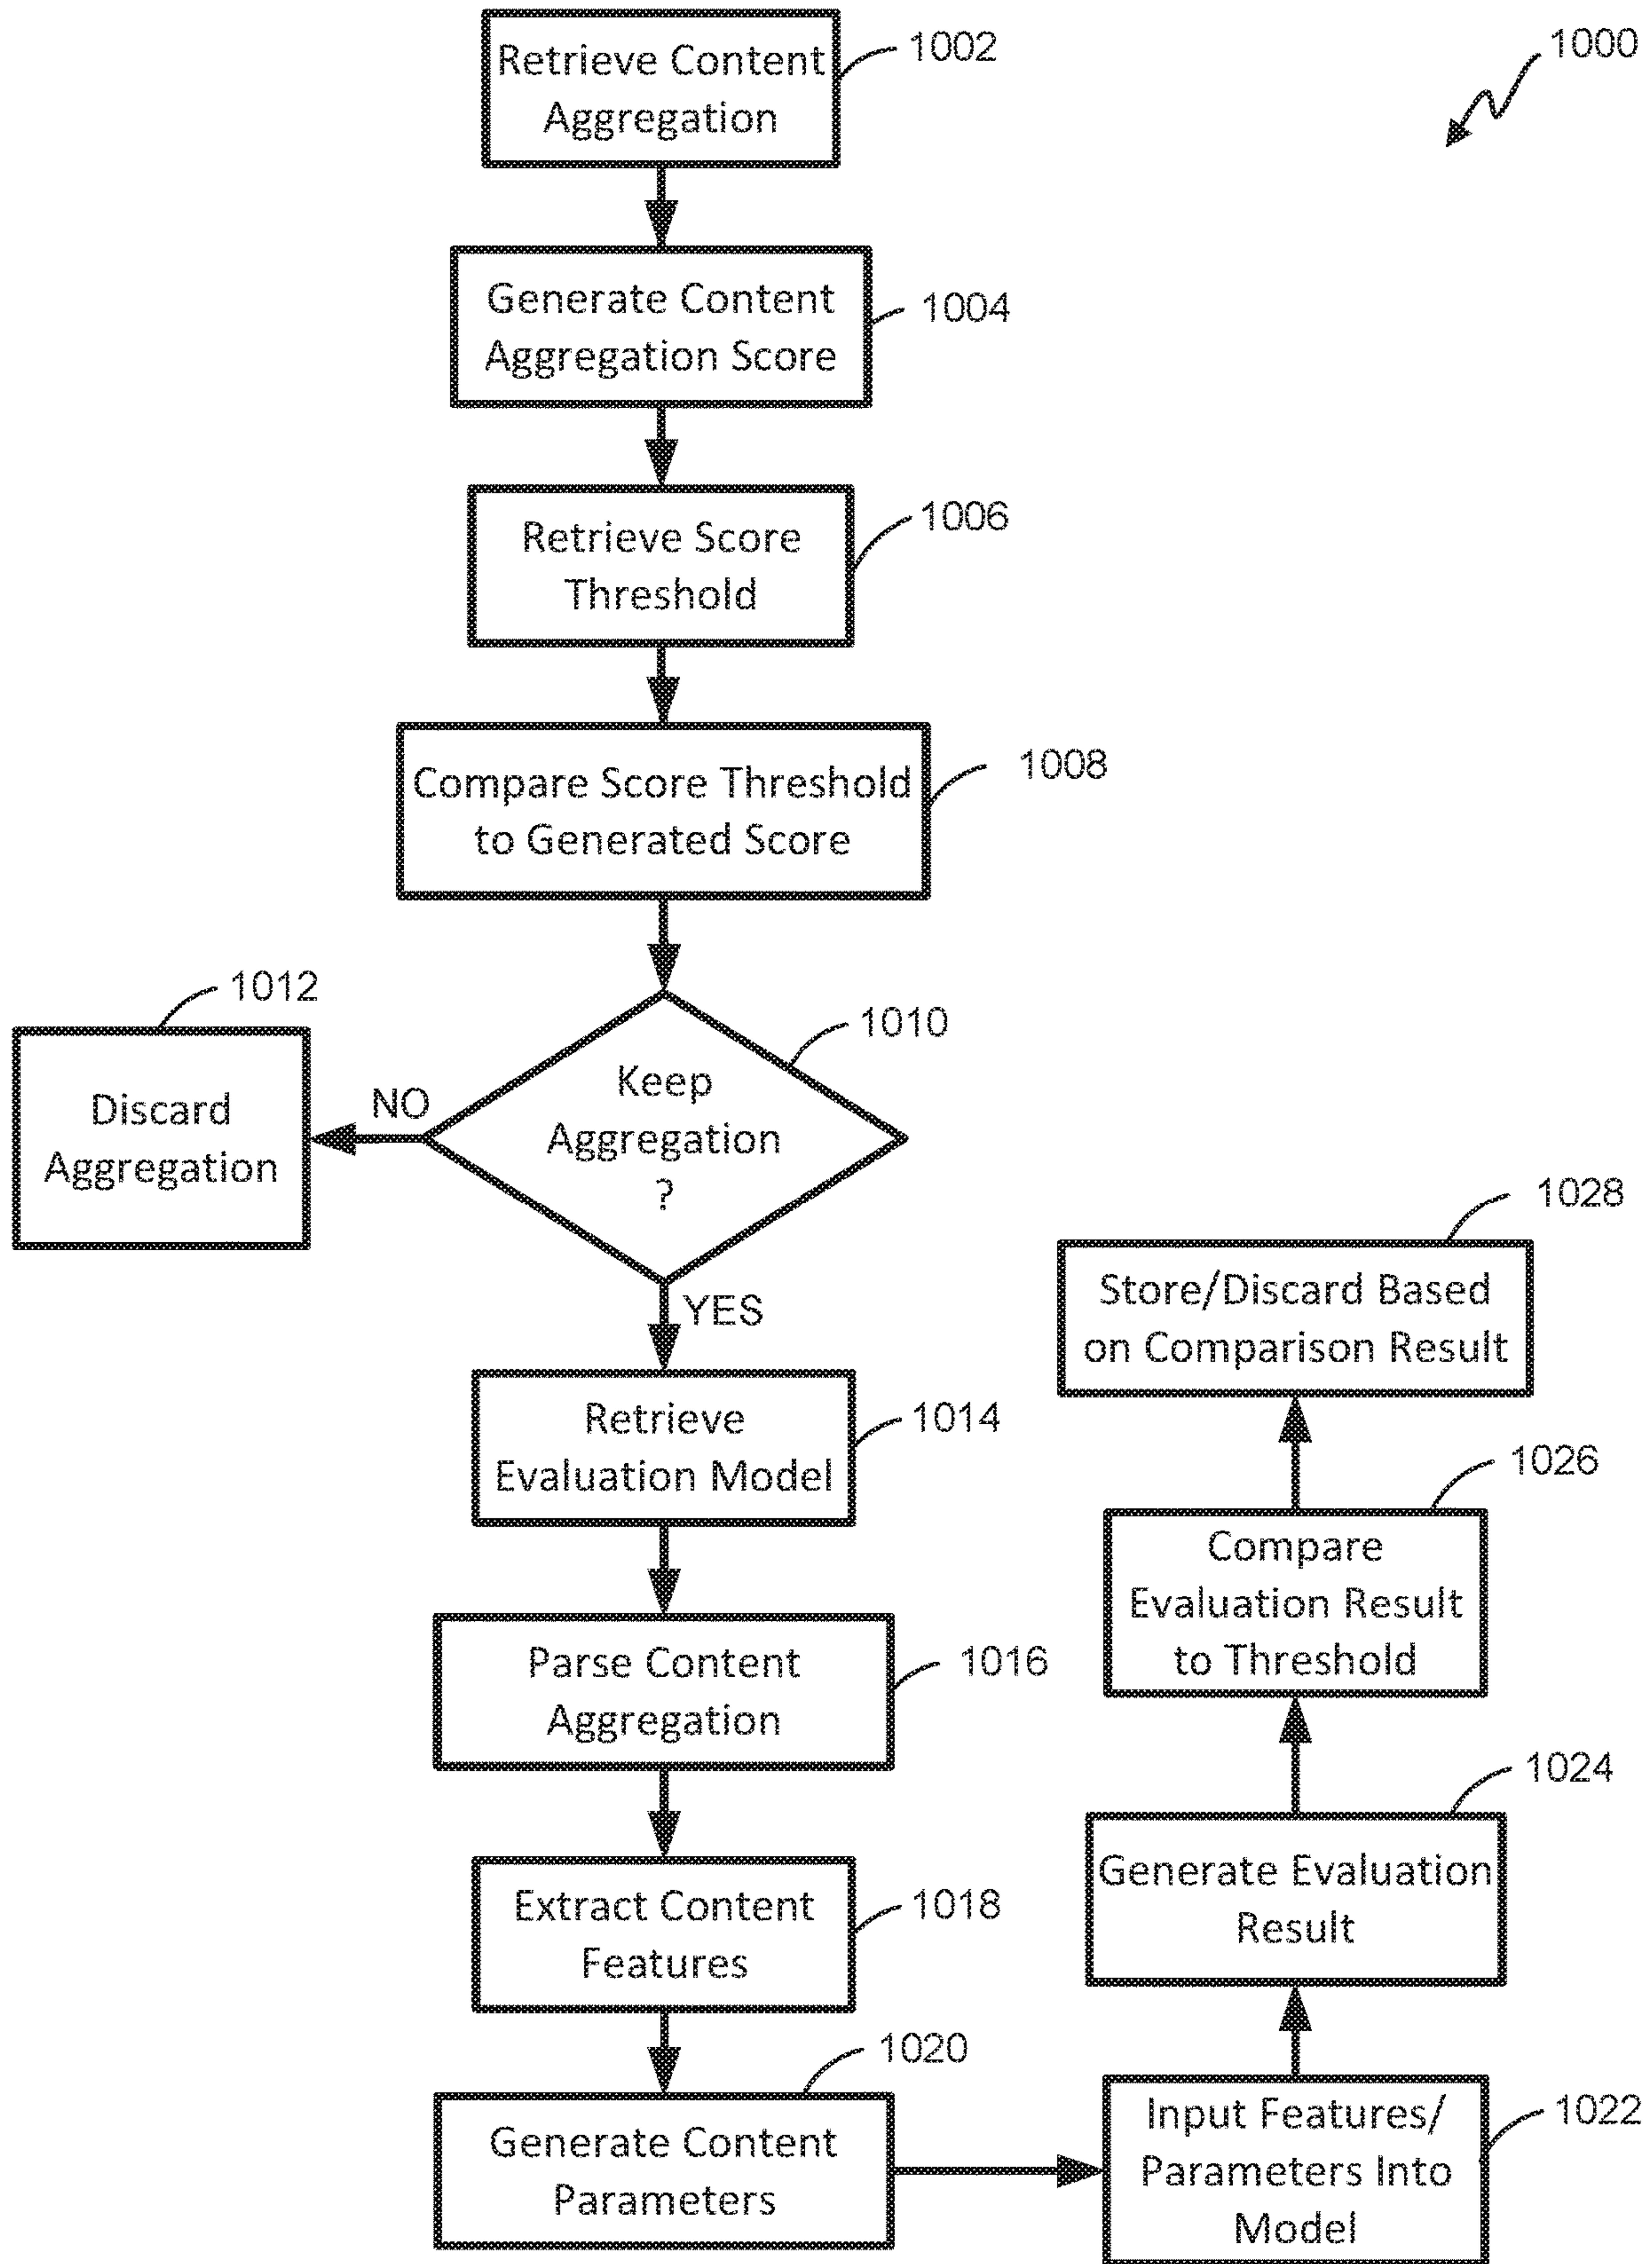 Retrieve Content
Aggregation
1002
1000
Generate Content
Aggregation Score
1004
Retrieve Score
Threshold
1006
Compare Score Threshold
to Generated Score
1008
Keep
Aggregation
?
1010
NO
1012
Discard
Aggregation
YES
Retrieve
Evaluation Model
1014
Parse Content
Aggregation
1016
Extract Content
Features
1018
Generate Content
Parameters
1020
Input Features/
Parameters Into
Model
1022
Generate Evaluation
Result
1024
Compare
Evaluation Result
to Threshold
1026
Store/Discard Based
on Comparison Result
1028